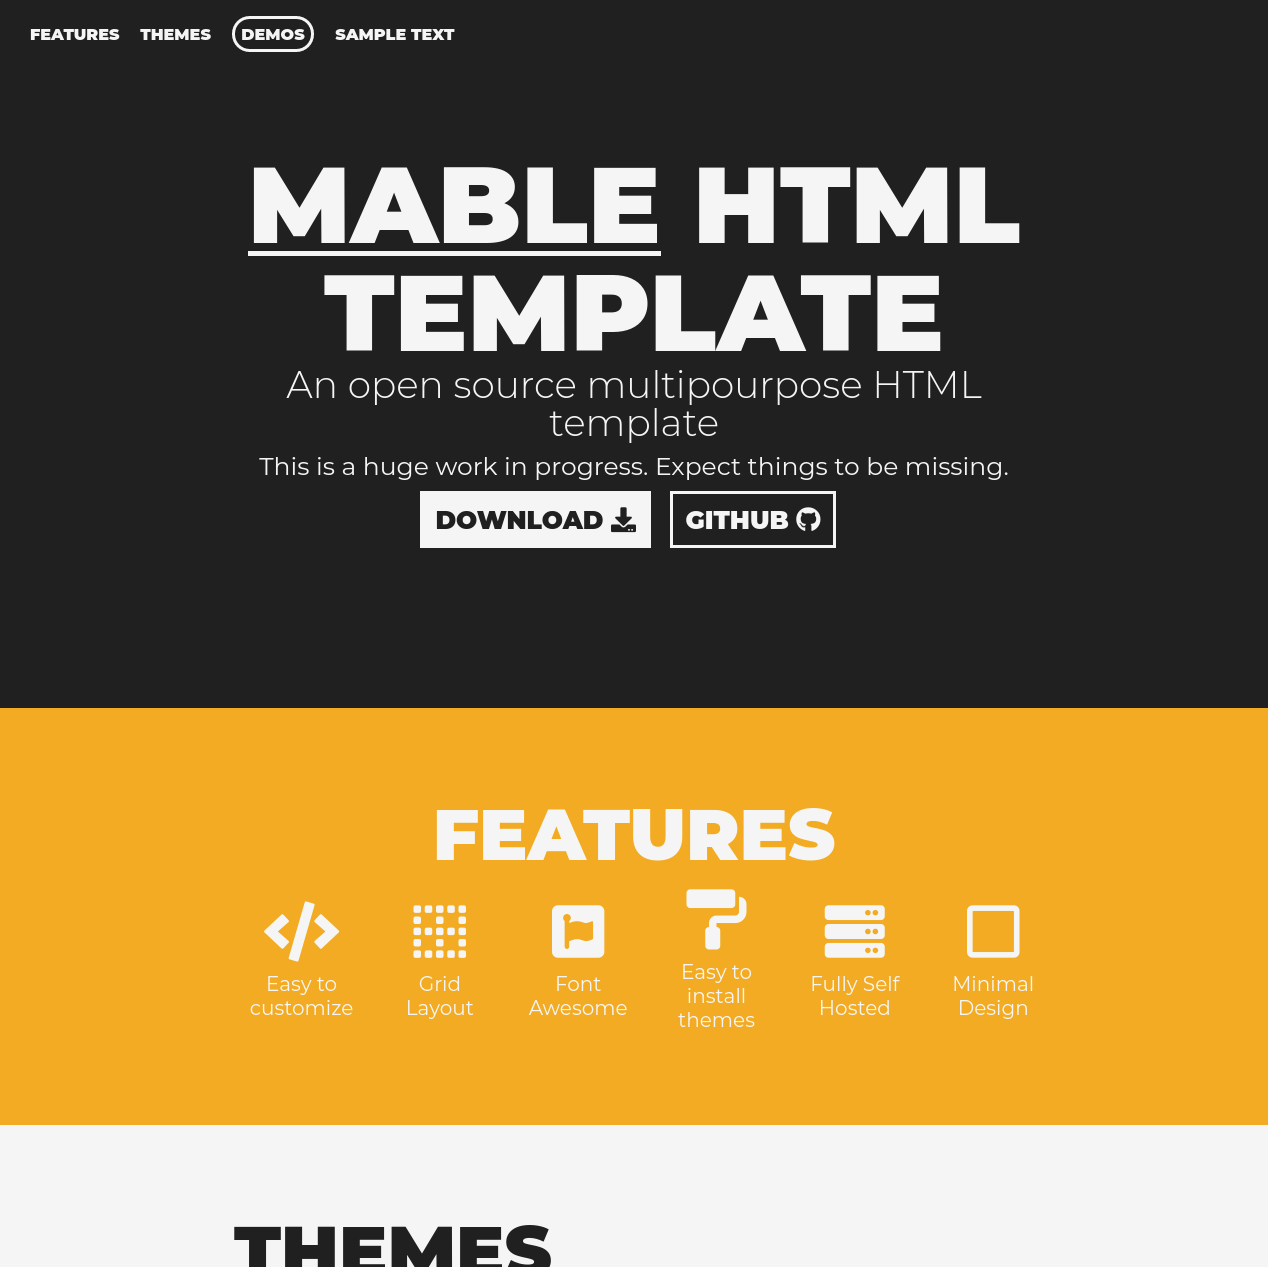 FEATURES THEMES DEMOS SAMPLE TEXT
MABLE HTML
TEMPLATE
An open source multipourpose HTML
template
This is a huge work in progress. Expect things to be missing.
DOWNLOAD GITHUB
FEATURES
Easy to
customize
Grid
Layout
Font
Awesome
Easy to
install
themes
Fully Self
Hosted
Minimal
Design
THEMES